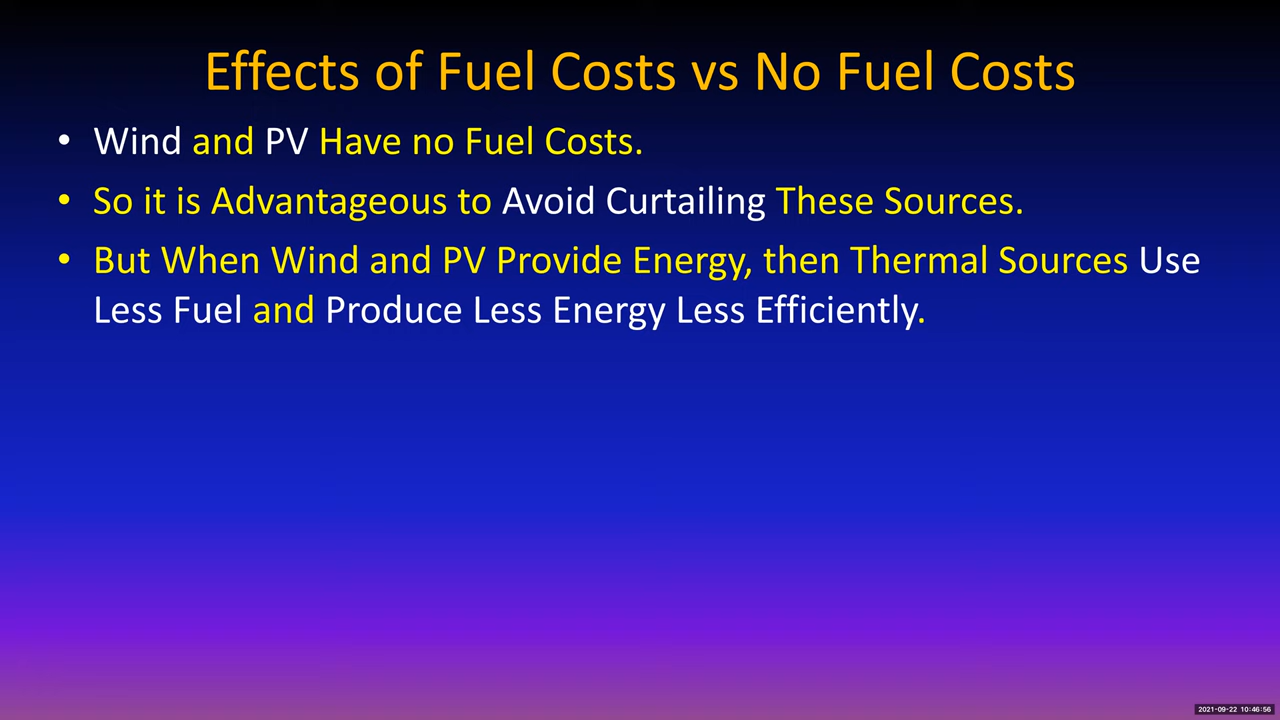 Effects of Fuel Costs vs No Fuel Costs
• Wind and PV Have no Fuel Costs.
• So it is Advantageous to Avoid Curtailing These Sources.
• But When Wind and PV Provide Energy, then Thermal Sources Use
Less Fuel and Produce Less Energy Less Efficiently.
2021-09-22 10:46:56